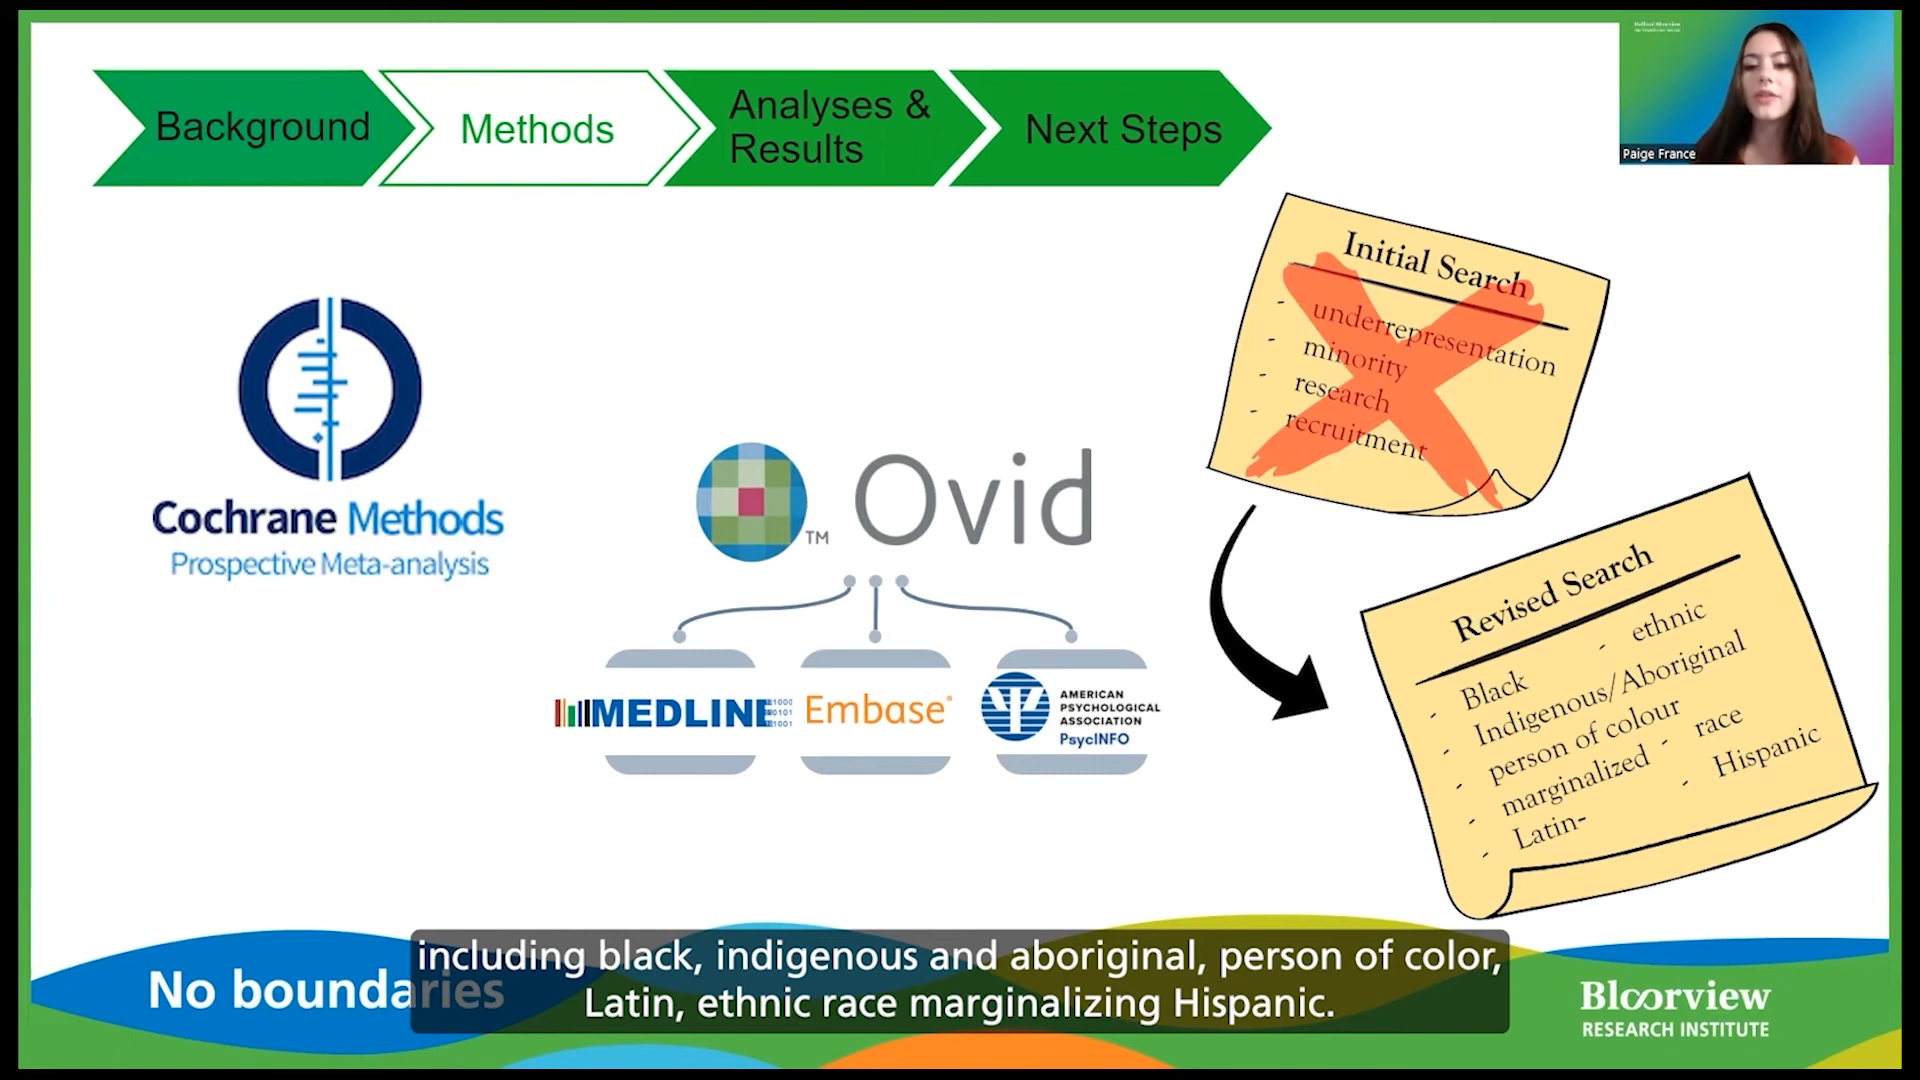 Background
Methods
Analyses &
Results
Next Steps
Paige France
Cochrane Methods
Prospective Meta-analysis
TM
Ovid
MEDLINE
Embase
AMERICAN
PSYCHOLOGICAL
ASSOCIATION
PsycINFO
Initial Search
- underrepresentation
- minority
- research
- recruitment
Revised Search
- Black
- ethnic
- Indigenous/Aboriginal
- person of colour
- race
- marginalized
- Hispanic
- Latin-
including black, indigenous and aboriginal, person of color,
Latin, ethnic race marginalizing Hispanic.
No boundaries
Bloorview
RESEARCH INSTITUTE